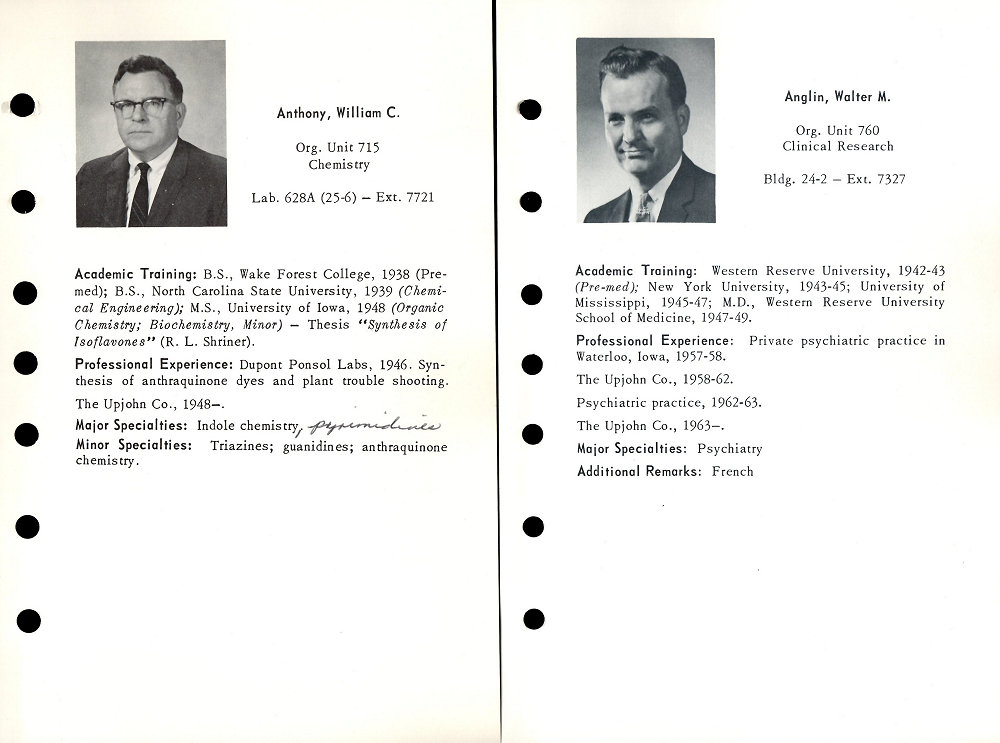 Anthony, William C.
Org. Unit 715
Chemistry
Lab. 628A (25-6) — Ext. 7721
Academic Training: B.S., Wake Forest College, 1938 (Pre-
med); B.S., North Carolina State University, 1939 (Chemi-
cal Engineering); M.S., University of Iowa, 1948 (Organic
Chemistry; Biochemistry, Minor) — Thesis "Synthesis of
Isoflavones" (R. L. Shriner).
Professional Experience: Dupont Ponsol Labs, 1946. Syn-
thesis of anthraquinone dyes and plant trouble shooting.
The Upjohn Co., 1948—.
Major Specialties: Indole chemistry, pyrimidines
Minor Specialties: Triazines; guanidines; anthraquinone
chemistry.
Anglin, Walter M.
Org. Unit 760
Clinical Research
Bldg. 24-2 — Ext. 7327
Academic Training: Western Reserve University, 1942-43
(Pre-med); New York University, 1943-45; University of
Mississippi, 1945-47; M.D., Western Reserve University
School of Medicine, 1947-49.
Professional Experience: Private psychiatric practice in
Waterloo, Iowa, 1957-58.
The Upjohn Co., 1958-62.
Psychiatric practice, 1962-63.
The Upjohn Co., 1963—.
Major Specialties: Psychiatry
Additional Remarks: French